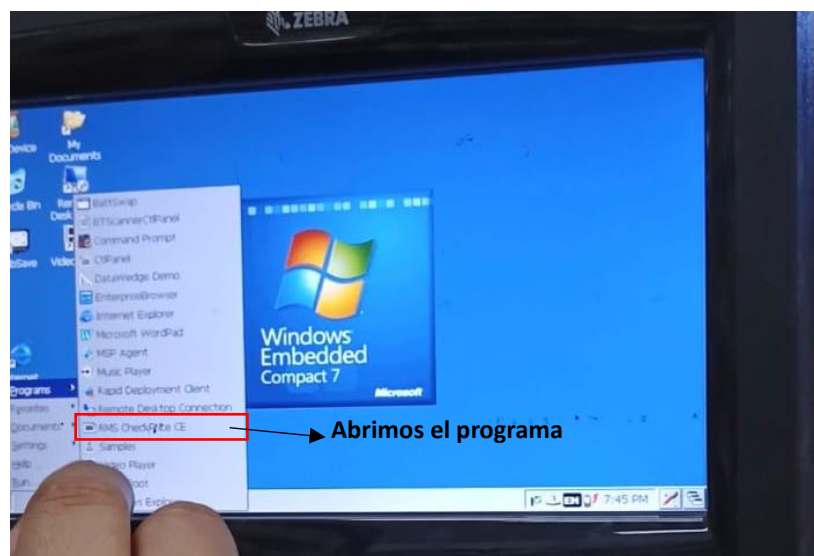 ZEBRA
Device
My
Documents
BattSwap
BTScannerCtlPanel
Command Prompt
CtlPanel
DataWedge Demo
EnterpriseBrowser
Internet Explorer
Microsoft WordPad
MSP Agent
Music Player
Rapid Deployment Client
Remote Desktop Connection
RMS
CE
Samples
Player
Programs
Favorites
Documents
Settings
Help
Run
Windows
Embedded
Compact 7
Microsoft
Abrimos el programa
7:45 PM